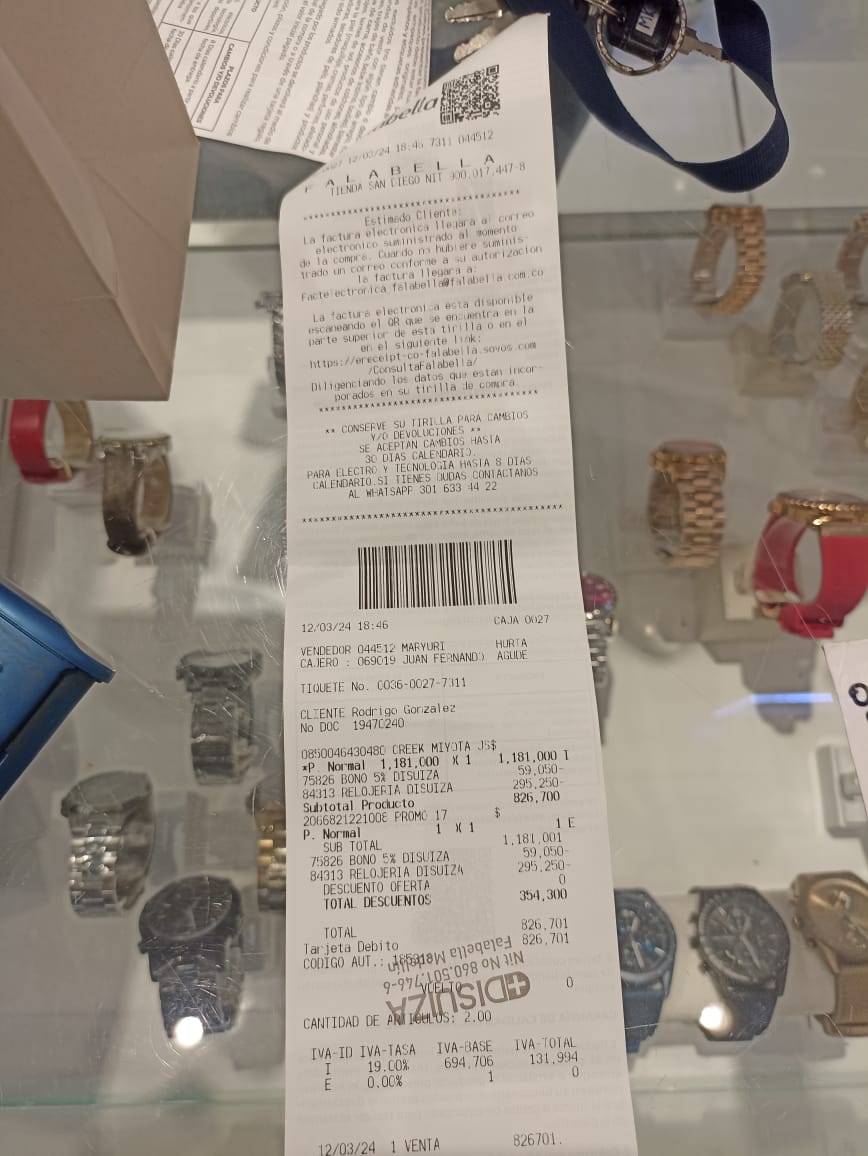 CAMBIOS Y/O DEVOLUCIONES
alabella
12/03/24 18:46 7311 044512
F A L A B E L L A
TIENDA SAN DIEGO NIT 900.017.447-8
Estimado Cliente:
La factura electronica llegara al correo
electronico suministrado al momento
de la compra. Cuando no hubiere suminis-
trado un correo conforme a su autorizacion
la factura llegara a:
Factelectronica_falabella@falabella.com.co
La factura electronica esta disponible
escaneando el QR que se encuentra en la
parte superior de esta tirilla o en el
en el siguiente link:
https://ereceipt-co-falabella.sovos.com
/ConsultaFalabella/
Diligenciando los datos que estan incor-
porados en su tirilla de compra.
** CONSERVE SU TIRILLA PARA CAMBIOS
Y/O DEVOLUCIONES **
SE ACEPTAN CAMBIOS HASTA
30 DIAS CALENDARIO.
PARA ELECTRO Y TECNOLOGIA HASTA 8 DIAS
CALENDARIO.SI TIENES DUDAS CONTACTANOS
AL WHATSAPP 301 633 44 22
12/03/24 18:46 CAJA 0027
VENDEDOR 044512 MARYURI HURTA
CAJERO : 069019 JUAN FERNANDO AGUDE
TIQUETE No. 0036-0027-7311
CLIENTE Rodrigo Gonzalez
No DOC 19470240
0850046430480 CREEK MIYOTA JS$
*P. Normal 1,181,000 X 1 1,181,000 I
75826 BONO 5% DISUIZA 59,050-
84313 RELOJERIA DISUIZA 295,250-
Subtotal Producto 826,700
2066821221008 PROMO 17 $
P. Normal 1 X 1 1 E
SUB TOTAL 1,181,001
75826 BONO 5% DISUIZA 59,050-
84313 RELOJERIA DISUIZA 295,250-
DESCUENTO OFERTA 0
TOTAL DESCUENTOS 354,300
TOTAL 826,701
Tarjeta Debito 826,701
CODIGO AUT.: 185318
VUELTO 0
DISUIZA
Nit No 860.501.746-6
Falabella Medellin
CANTIDAD DE ARTICULOS: 2.00
IVA-ID IVA-TASA IVA-BASE IVA-TOTAL
I 19.00% 694,706 131,994
E 0.00% 1 0
12/03/24 1 VENTA 826701.